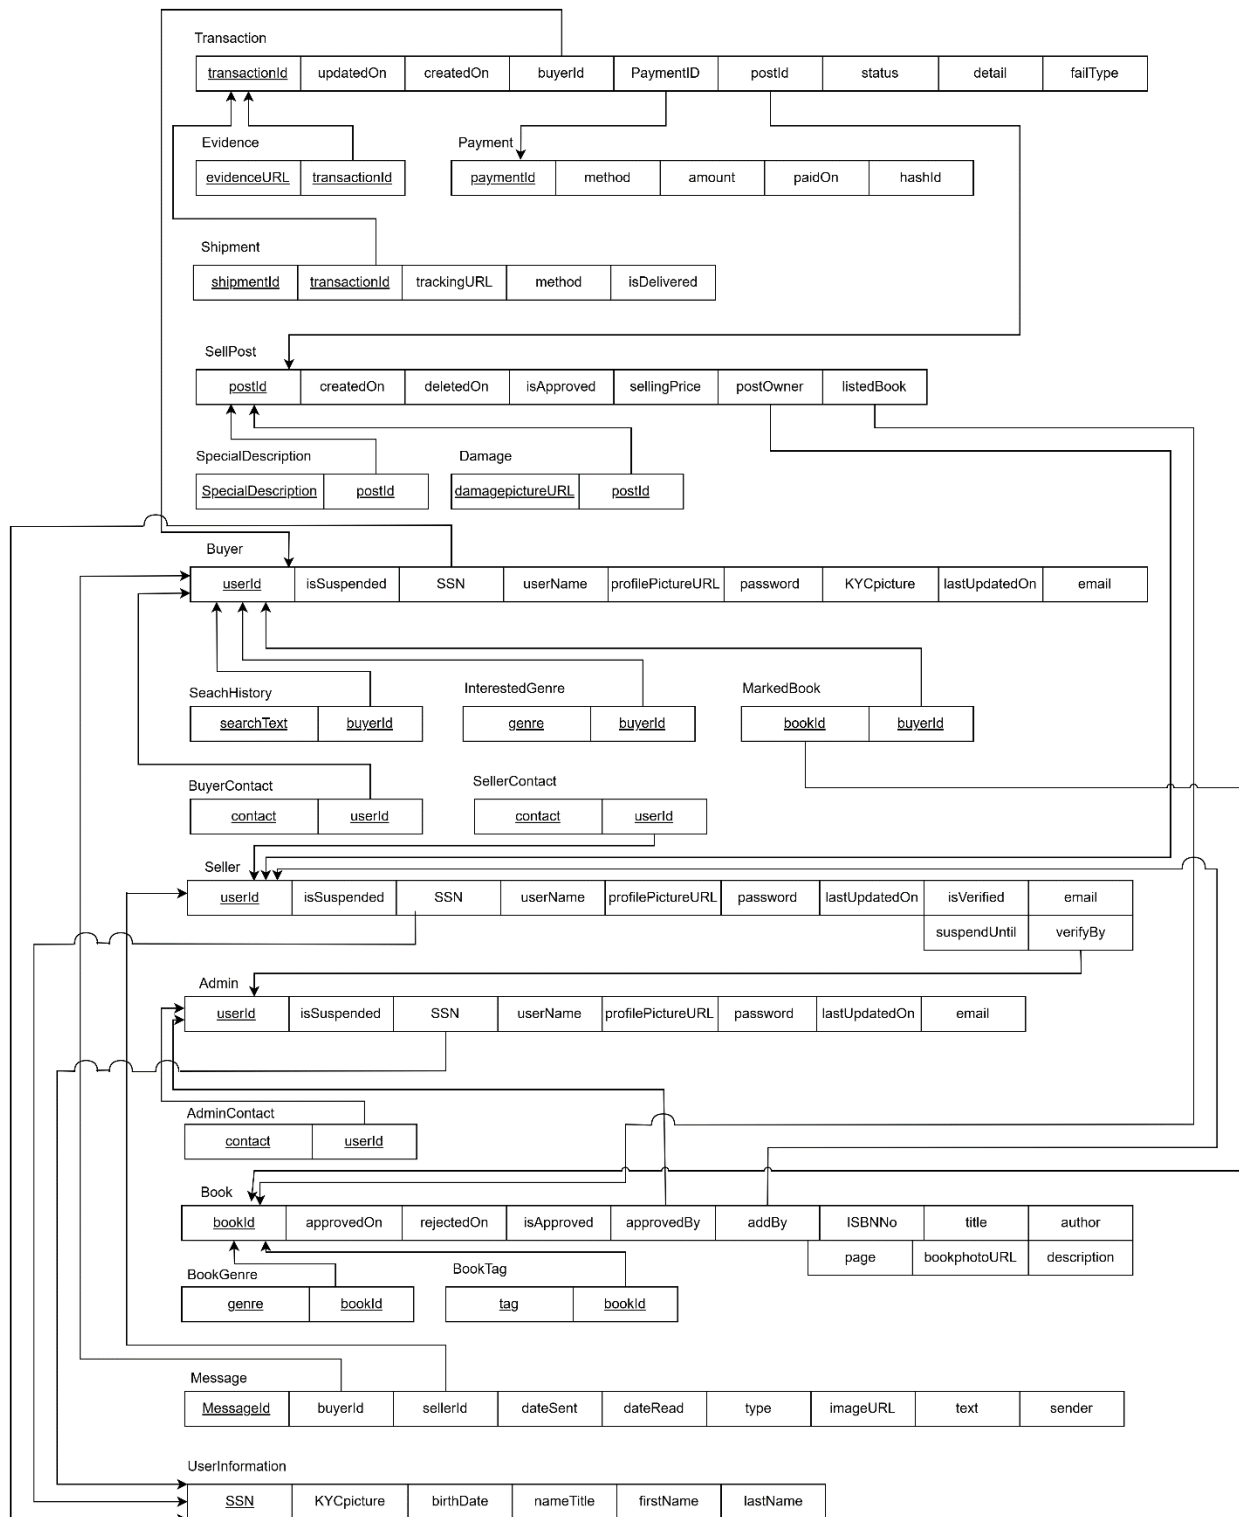 Transaction
transactionId updatedOn createdOn buyerId PaymentID postId status detail failType
Evidence Payment
evidenceURL transactionId paymentId method amount paidOn hashId
Shipment
shipmentId transactionId trackingURL method isDelivered
SellPost
postId createdOn deletedOn isApproved sellingPrice postOwner listedBook
SpecialDescription Damage
SpecialDescription postId damagepictureURL postId
Buyer
userId isSuspended SSN userName profilePictureURL password KYCpicture lastUpdatedOn email
SeachHistory InterestedGenre MarkedBook
searchText buyerId genre buyerId bookId buyerId
BuyerContact SellerContact
contact userId contact userId
Seller
userId isSuspended SSN userName profilePictureURL password lastUpdatedOn isVerified email
suspendUntil verifyBy
Admin
userId isSuspended SSN userName profilePictureURL password lastUpdatedOn email
AdminContact
contact userId
Book
bookId approvedOn rejectedOn isApproved approvedBy addBy ISBNNo title author
page bookphotoURL description
BookGenre BookTag
genre bookId tag bookId
Message
MessageId buyerId sellerId dateSent dateRead type imageURL text sender
UserInformation
SSN KYCpicture birthDate nameTitle firstName lastName